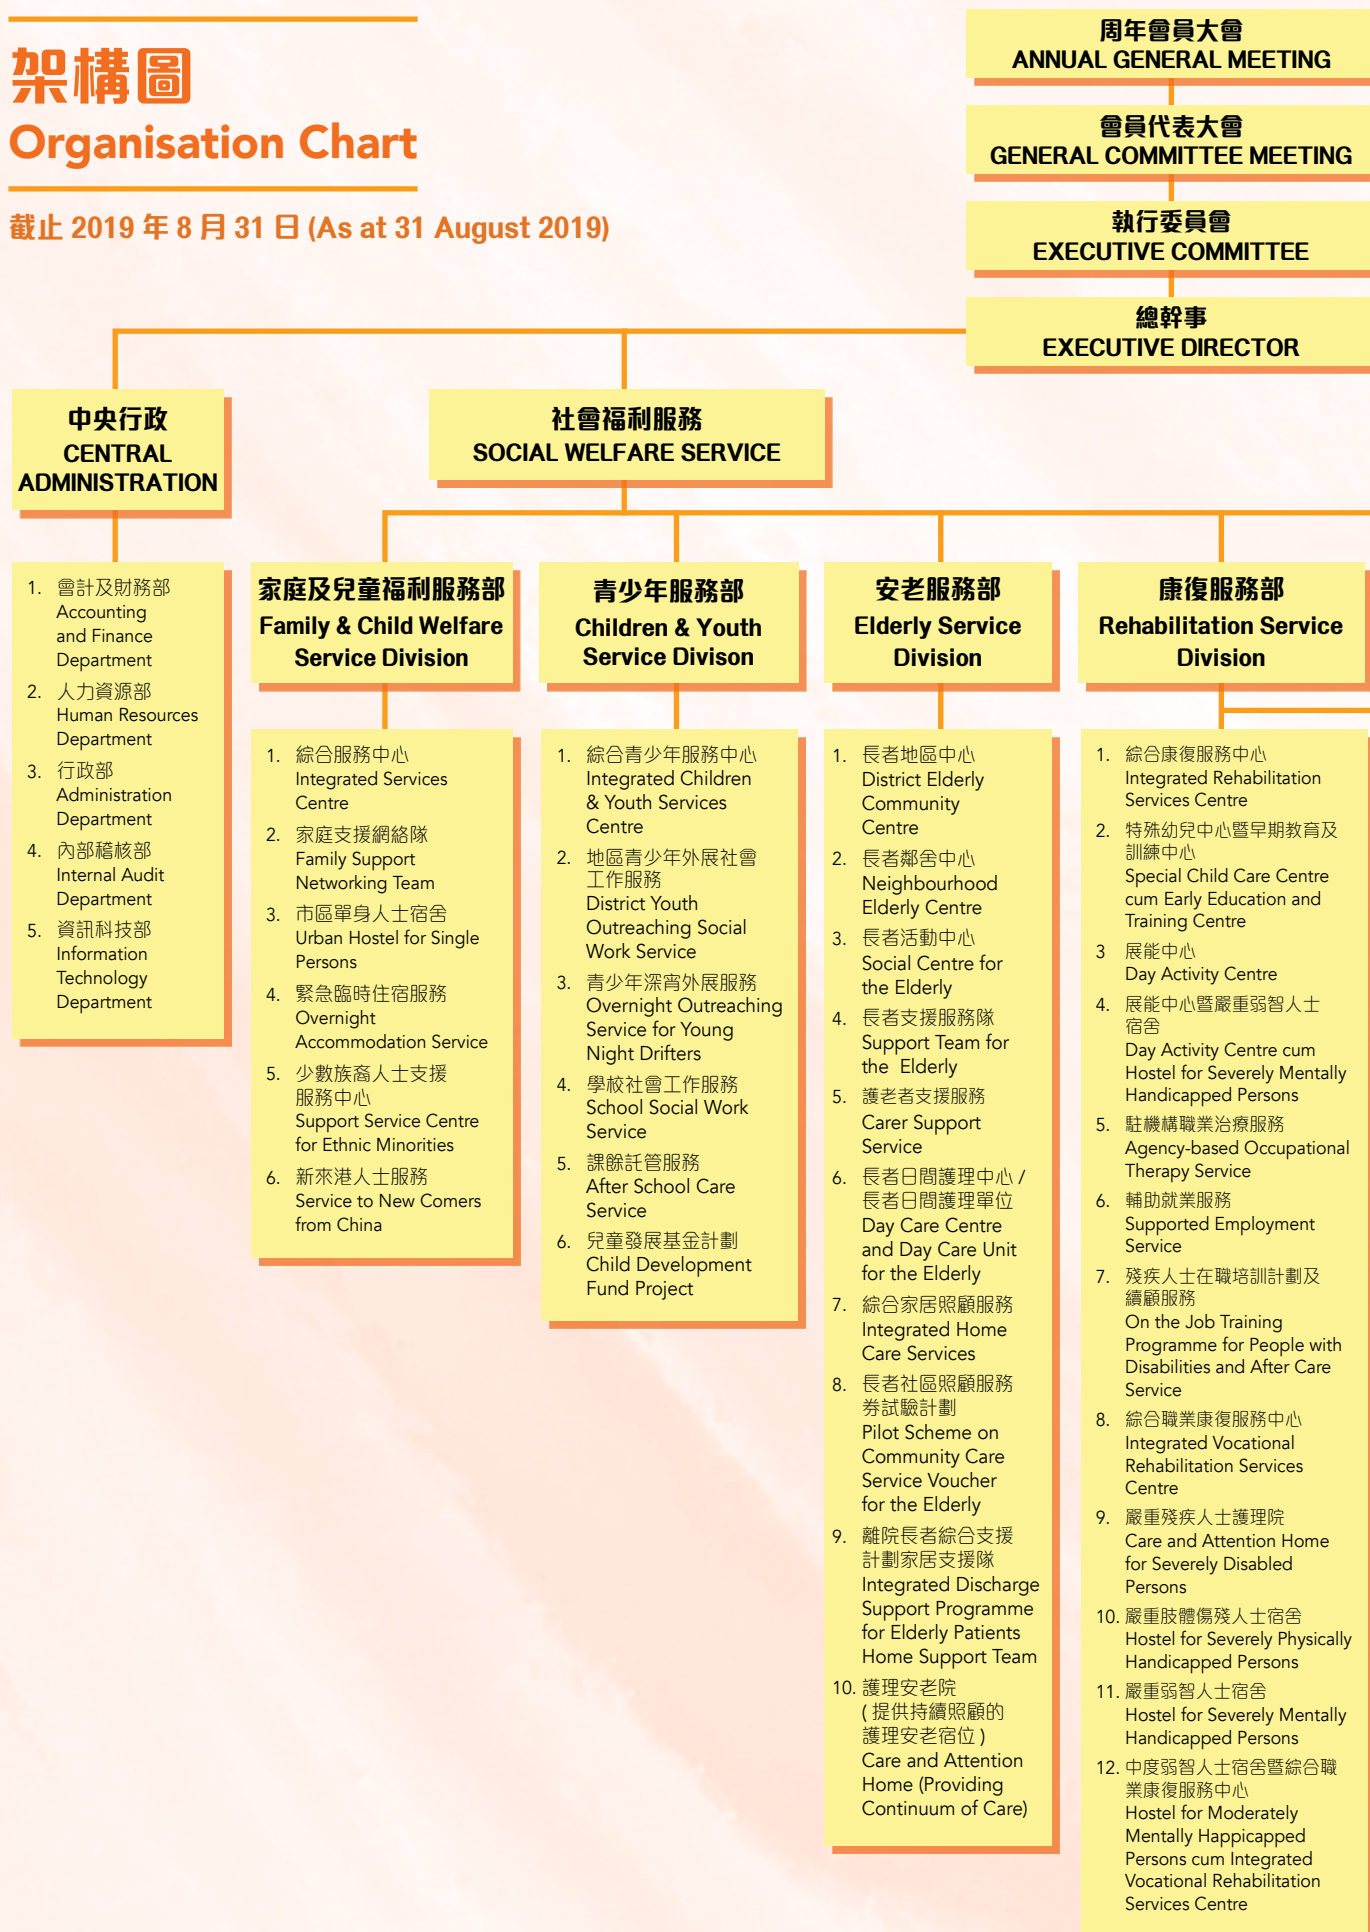 架構圖
Organisation Chart
截止 2019 年 8 月 31 日 (As at 31 August 2019)
周年會員大會
ANNUAL GENERAL MEETING
會員代表大會
GENERAL COMMITTEE MEETING
執行委員會
EXECUTIVE COMMITTEE
總幹事
EXECUTIVE DIRECTOR
中央行政
CENTRAL
ADMINISTRATION
社會福利服務
SOCIAL WELFARE SERVICE
1. 會計及財務部
Accounting
and Finance
Department
2. 人力資源部
Human Resources
Department
3. 行政部
Administration
Department
4. 內部稽核部
Internal Audit
Department
5. 資訊科技部
Information
Technology
Department
家庭及兒童福利服務部
Family & Child Welfare
Service Division
1. 綜合服務中心
Integrated Services
Centre
2. 家庭支援網絡隊
Family Support
Networking Team
3. 市區單身人士宿舍
Urban Hostel for Single
Persons
4. 緊急臨時住宿服務
Overnight
Accommodation Service
5. 少數族裔人士支援
服務中心
Support Service Centre
for Ethnic Minorities
6. 新來港人士服務
Service to New Comers
from China
青少年服務部
Children & Youth
Service Divison
1. 綜合青少年服務中心
Integrated Children
& Youth Services
Centre
2. 地區青少年外展社會
工作服務
District Youth
Outreaching Social
Work Service
3. 青少年深宵外展服務
Overnight Outreaching
Service for Young
Night Drifters
4. 學校社會工作服務
School Social Work
Service
5. 課餘託管服務
After School Care
Service
6. 兒童發展基金計劃
Child Development
Fund Project
安老服務部
Elderly Service
Division
1. 長者地區中心
District Elderly
Community
Centre
2. 長者鄰舍中心
Neighbourhood
Elderly Centre
3. 長者活動中心
Social Centre for
the Elderly
4. 長者支援服務隊
Support Team for
the Elderly
5. 護老者支援服務
Carer Support
Service
6. 長者日間護理中心 /
長者日間護理單位
Day Care Centre
and Day Care Unit
for the Elderly
7. 綜合家居照顧服務
Integrated Home
Care Services
8. 長者社區照顧服務
券試驗計劃
Pilot Scheme on
Community Care
Service Voucher
for the Elderly
9. 離院長者綜合支援
計劃家居支援隊
Integrated Discharge
Support Programme
for Elderly Patients
Home Support Team
10. 護理安老院
( 提供持續照顧的
護理安老宿位 )
Care and Attention
Home (Providing
Continuum of Care)
康復服務部
Rehabilitation Service
Division
1. 綜合康復服務中心
Integrated Rehabilitation
Services Centre
2. 特殊幼兒中心暨早期教育及
訓練中心
Special Child Care Centre
cum Early Education and
Training Centre
3 展能中心
Day Activity Centre
4. 展能中心暨嚴重弱智人士
宿舍
Day Activity Centre cum
Hostel for Severely Mentally
Handicapped Persons
5. 駐機構職業治療服務
Agency-based Occupational
Therapy Service
6. 輔助就業服務
Supported Employment
Service
7. 殘疾人士在職培訓計劃及
續顧服務
On the Job Training
Programme for People with
Disabilities and After Care
Service
8. 綜合職業康復服務中心
Integrated Vocational
Rehabilitation Services
Centre
9. 嚴重殘疾人士護理院
Care and Attention Home
for Severely Disabled
Persons
10. 嚴重肢體傷殘人士宿舍
Hostel for Severely Physically
Handicapped Persons
11. 嚴重弱智人士宿舍
Hostel for Severely Mentally
Handicapped Persons
12. 中度弱智人士宿舍暨綜合職
業康復服務中心
Hostel for Moderately
Mentally Happicapped
Persons cum Integrated
Vocational Rehabilitation
Services Centre